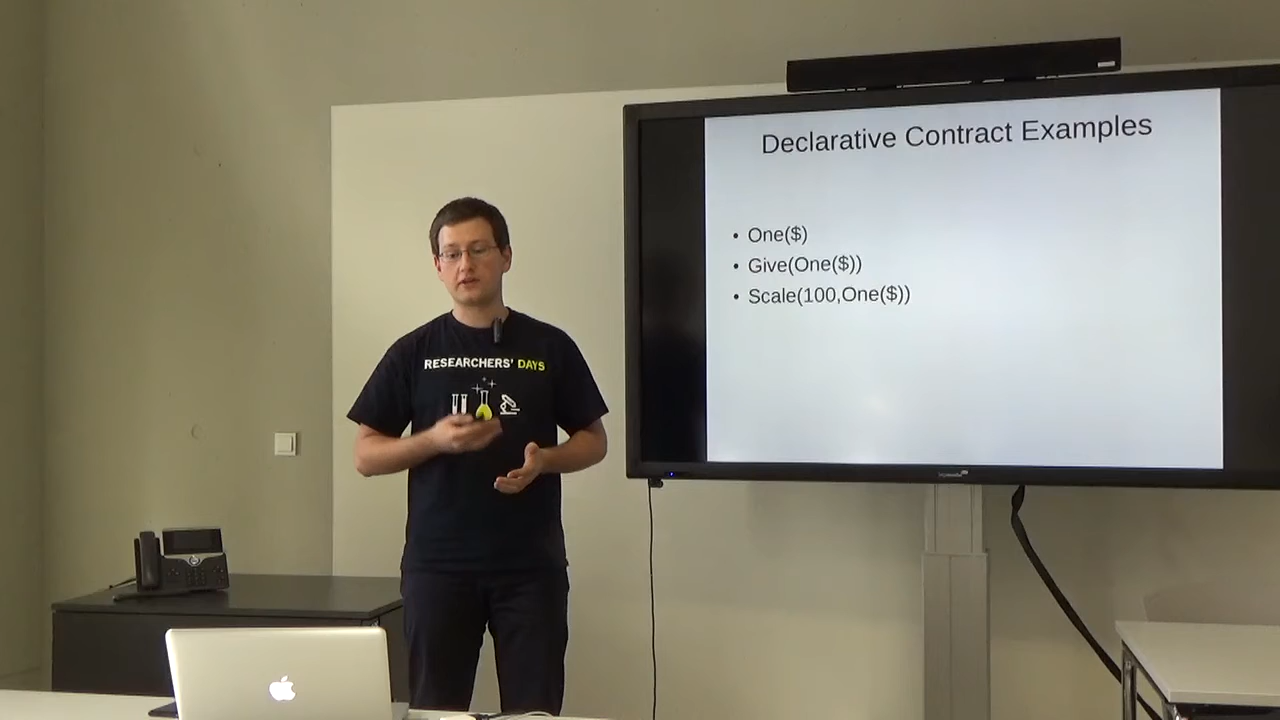 Declarative Contract Examples
• One($)
• Give(One($))
• Scale(100,One($))
RESEARCHERS' DAYS